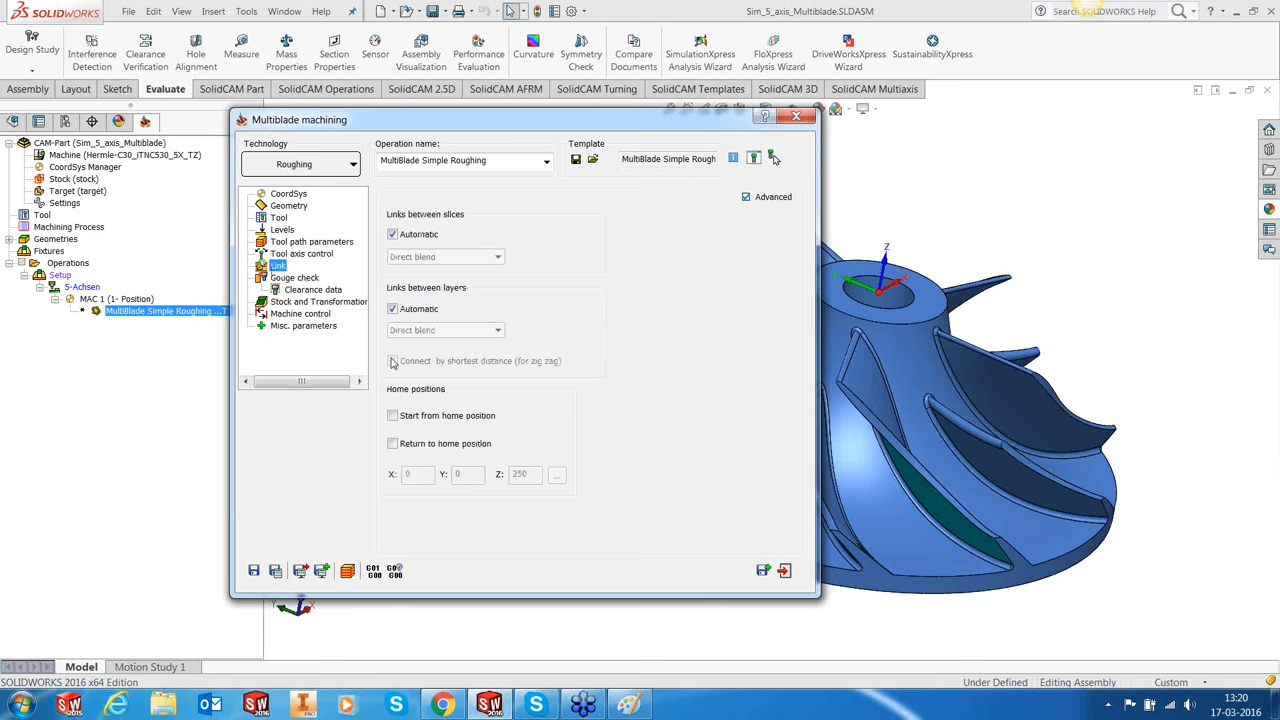 SOLIDWORKS File Edit View Insert Tools Window Help Sim_5_axis_Multiblade.SLDASM Search SOLIDWORKS Help
Design Study
Interference Detection
Clearance Verification
Hole Alignment
Measure
Mass Properties
Section Properties
Sensor
Assembly Visualization
Performance Evaluation
Curvature
Symmetry Check
Compare Documents
SimulationXpress Analysis Wizard
FloXpress Analysis Wizard
DriveWorksXpress Wizard
SustainabilityXpress
Assembly Layout Sketch Evaluate SolidCAM Part SolidCAM Operations SolidCAM 2.5D SolidCAM AFRM SolidCAM Turning SolidCAM Templates SolidCAM 3D SolidCAM Multiaxis
CAM-Part (Sim_5_axis_Multiblade)
Machine (Hermle-C30_iTNC530_5X_TZ)
CoordSys Manager
Stock (stock)
Target (target)
Settings
Tool
Machining Process
Geometries
Fixtures
Operations
Setup
5-Achsen
MAC 1 (1- Position)
* MultiBlade Simple Roughing ...T
Multiblade machining
Technology
Roughing
Operation name:
MultiBlade Simple Roughing
Template
MultiBlade Simple Rough
CoordSys
Geometry
Tool
Levels
Tool path parameters
Tool axis control
Link
Gouge check
Clearance data
Stock and Transformation
Machine control
Misc. parameters
Advanced
Links between slices
Automatic
Direct blend
Links between layers
Automatic
Direct blend
Connect by shortest distance (for zig zag)
Home positions
Start from home position
Return to home position
X: 0 Y: 0 Z: 250 ...
G01 G00
G00 G00
Z
Y X
Y X
Model Motion Study 1
SOLIDWORKS 2016 x64 Edition Under Defined Editing Assembly Custom
13:20
17-03-2016